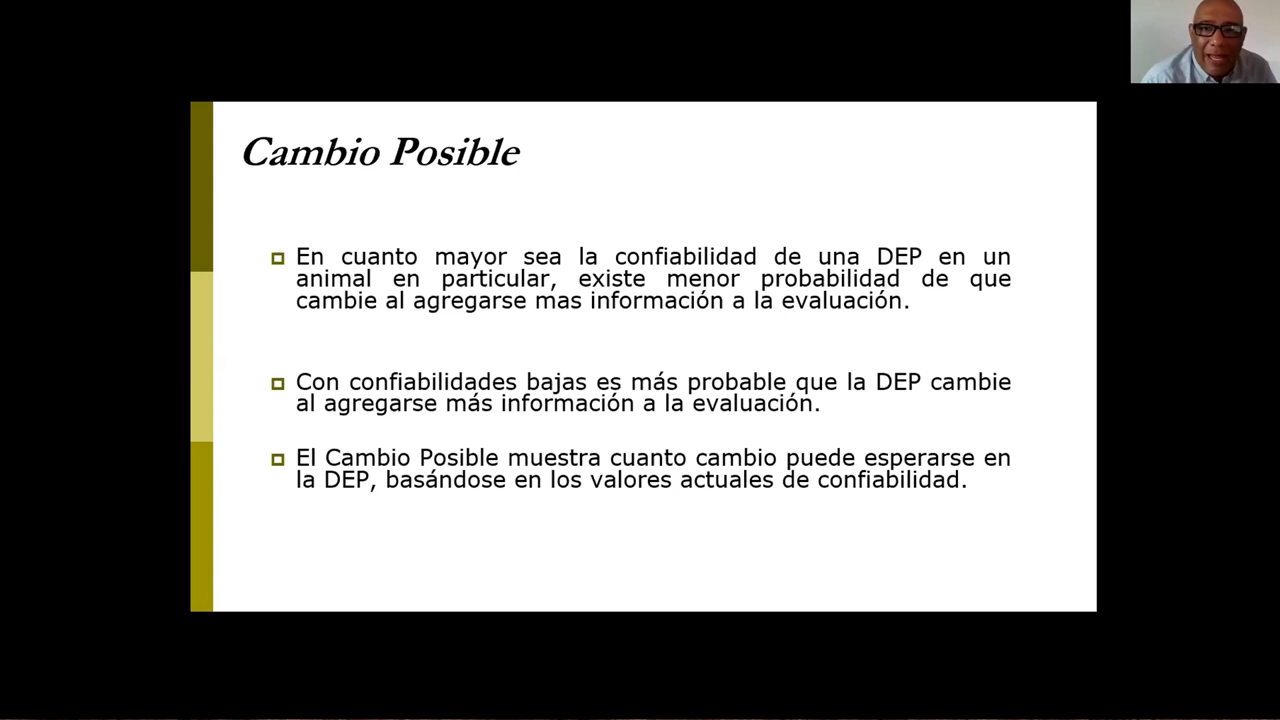 Cambio Posible
En cuanto mayor sea la confiabilidad de una DEP en un
animal en particular, existe menor probabilidad de que
cambie al agregarse mas información a la evaluación.
Con confiabilidades bajas es más probable que la DEP cambie
al agregarse más información a la evaluación.
El Cambio Posible muestra cuanto cambio puede esperarse en
la DEP, basándose en los valores actuales de confiabilidad.